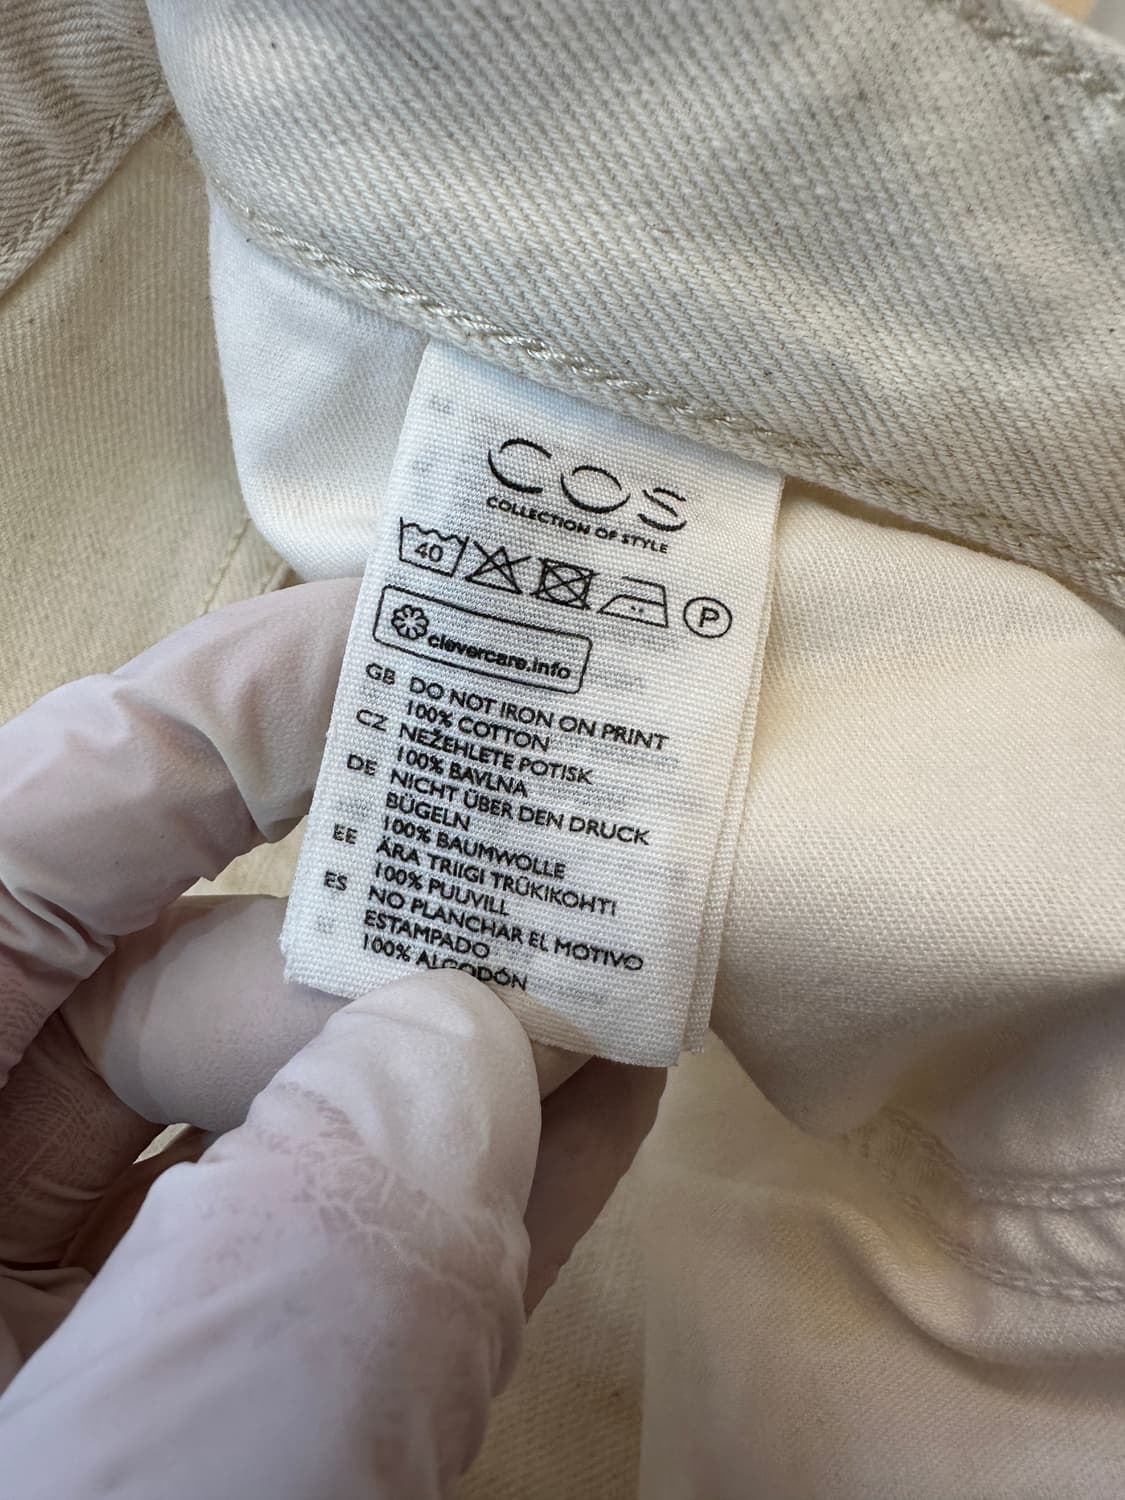 COS
COLLECTION OF STYLE
40
P
clevercare.info
GB DO NOT IRON ON PRINT
100% COTTON
CZ NEŽEHLETE POTISK
100% BAVLNA
DE NICHT ÜBER DEN DRUCK
BÜGELN
100% BAUMWOLLE
EE ÄRA TRIIGI TRÜKIKOHTI
100% PUUVILL
ES NO PLANCHAR EL MOTIVO
ESTAMPADO
100% ALGODÓN